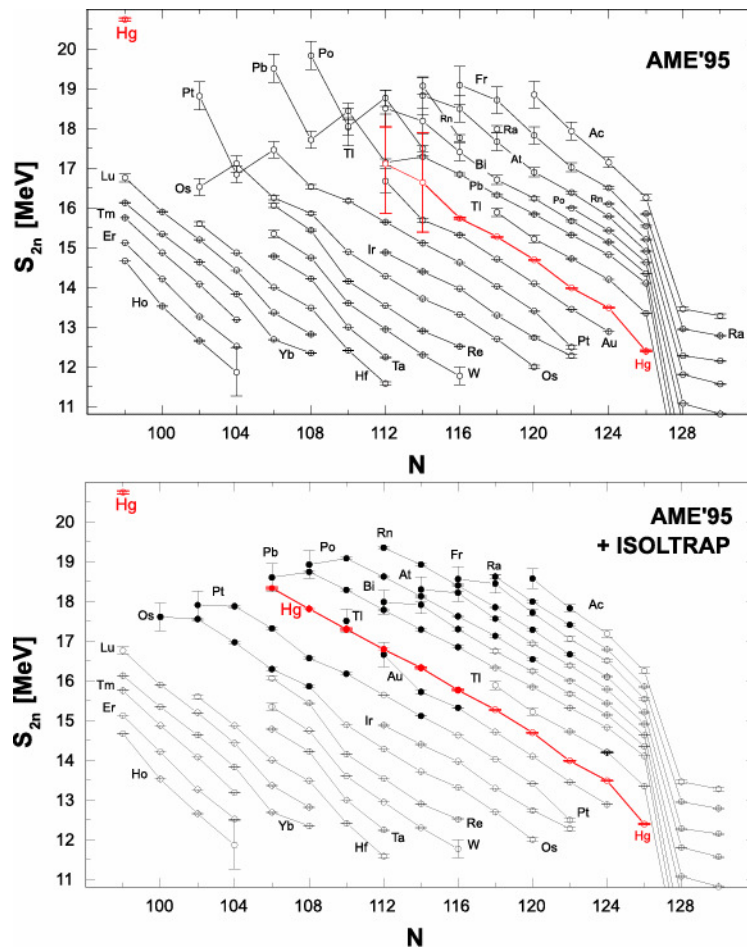 AME'95
S2n [MeV]
21
20
19
18
17
16
15
14
13
12
11
Hg
Pt
Pb
Po
Fr
Ac
Rn
Ra
At
Tl
Bi
Pb
Lu
Os
Po
Rn
Tl
Tm
Er
Ir
Ho
Ra
Yb
Hf
Ta
Re
W
Os
Pt
Au
Hg
100 104 108 112 116 120 124 128
N
AME'95
+ ISOLTRAP
S2n [MeV]
21
20
19
18
17
16
15
14
13
12
11
Hg
Rn
Po
Pb
Fr
Ra
At
Bi
Ac
Pt
Hg
Os
Tl
Lu
Au
Tl
Tm
Er
Ir
Ho
Yb
Hf
Ta
Re
W
Os
Pt
Hg
100 104 108 112 116 120 124 128
N